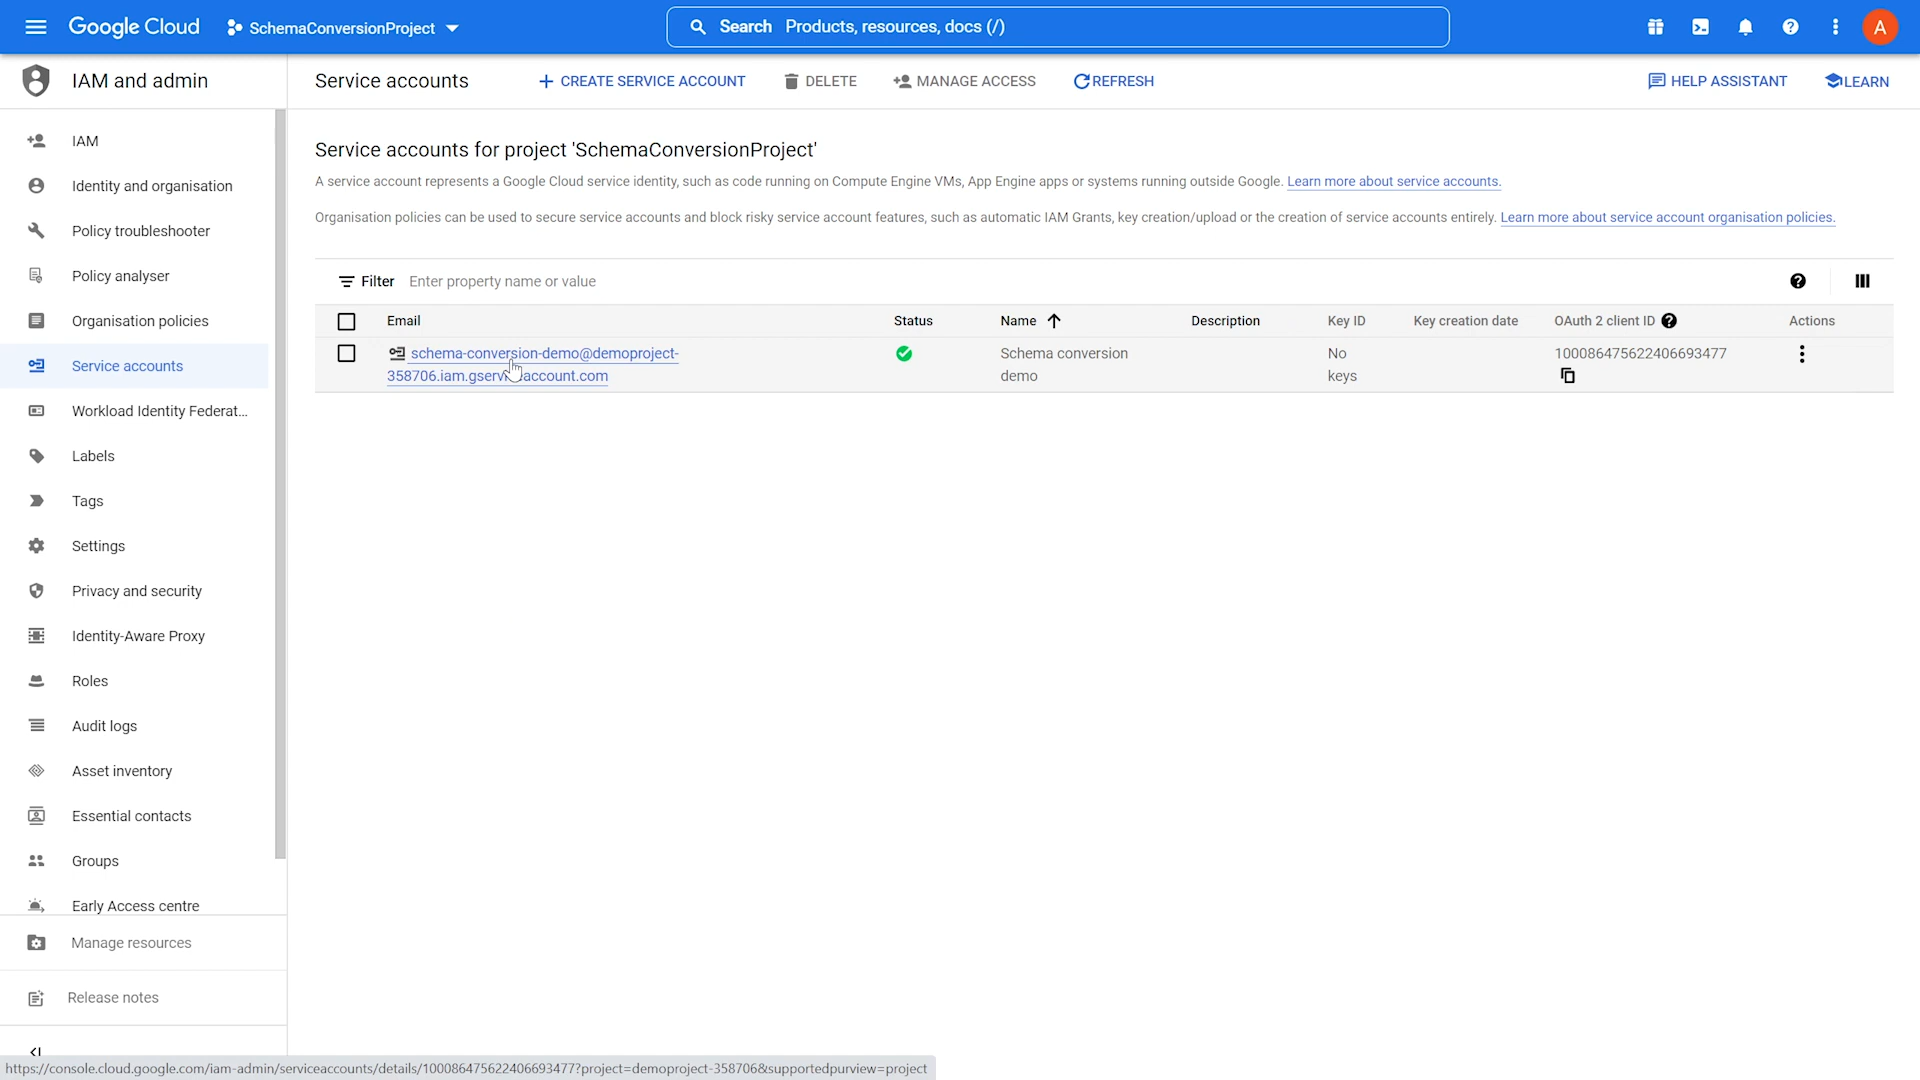 Google Cloud
SchemaConversionProject
Search Products, resources, docs (/)
A
IAM and admin
Service accounts
CREATE SERVICE ACCOUNT
DELETE
MANAGE ACCESS
REFRESH
HELP ASSISTANT
LEARN
IAM
Identity and organisation
Policy troubleshooter
Policy analyser
Organisation policies
Service accounts
Workload Identity Federat...
Labels
Tags
Settings
Privacy and security
Identity-Aware Proxy
Roles
Audit logs
Asset inventory
Essential contacts
Groups
Early Access centre
Manage resources
Release notes
Service accounts for project 'SchemaConversionProject'
A service account represents a Google Cloud service identity, such as code running on Compute Engine VMs, App Engine apps or systems running outside Google. Learn more about service accounts.
Organisation policies can be used to secure service accounts and block risky service account features, such as automatic IAM Grants, key creation/upload or the creation of service accounts entirely. Learn more about service account organisation policies.
Filter Enter property name or value
Email Status Name Description Key ID Key creation date OAuth 2 client ID Actions
schema-conversion-demo@demoproject- Schema conversion No 100086475622406693477
358706.iam.gserviceaccount.com demo keys
https://console.cloud.google.com/iam-admin/serviceaccounts/details/100086475622406693477?project=demoproject-358706&supportedpurview=project